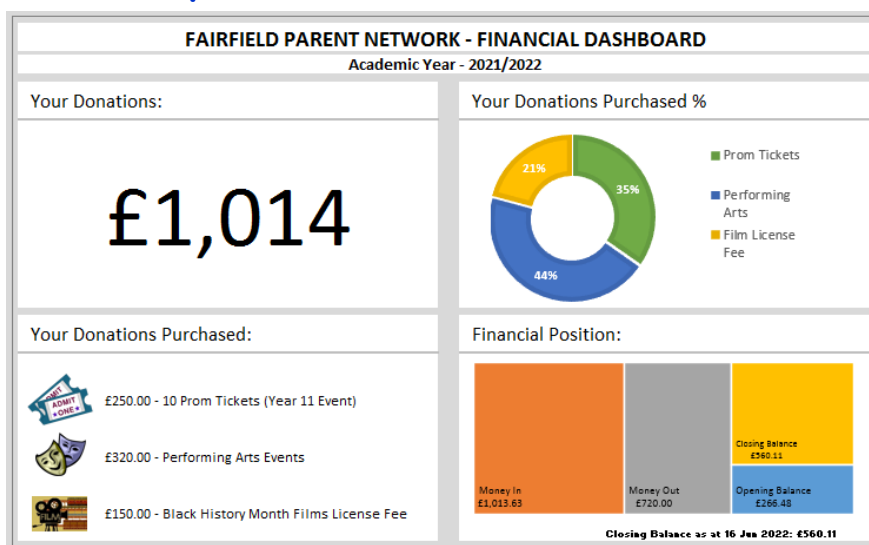 FAIRFIELD PARENT NETWORK - FINANCIAL DASHBOARD
Academic Year - 2021/2022
Your Donations:
£1,014
Your Donations Purchased %
21%
35%
44%
Prom Tickets
Performing
Arts
Film License
Fee
Your Donations Purchased:
ADMIT
ONE
£250.00 - 10 Prom Tickets (Year 11 Event)
£320.00 - Performing Arts Events
FILM
£150.00 - Black History Month Films License Fee
Financial Position:
Money In
£1,013.63
Money Out
£720.00
Closing Balance
£560.11
Opening Balance
£266.48
Closing Balance as at 16 Jun 2022: £560.11